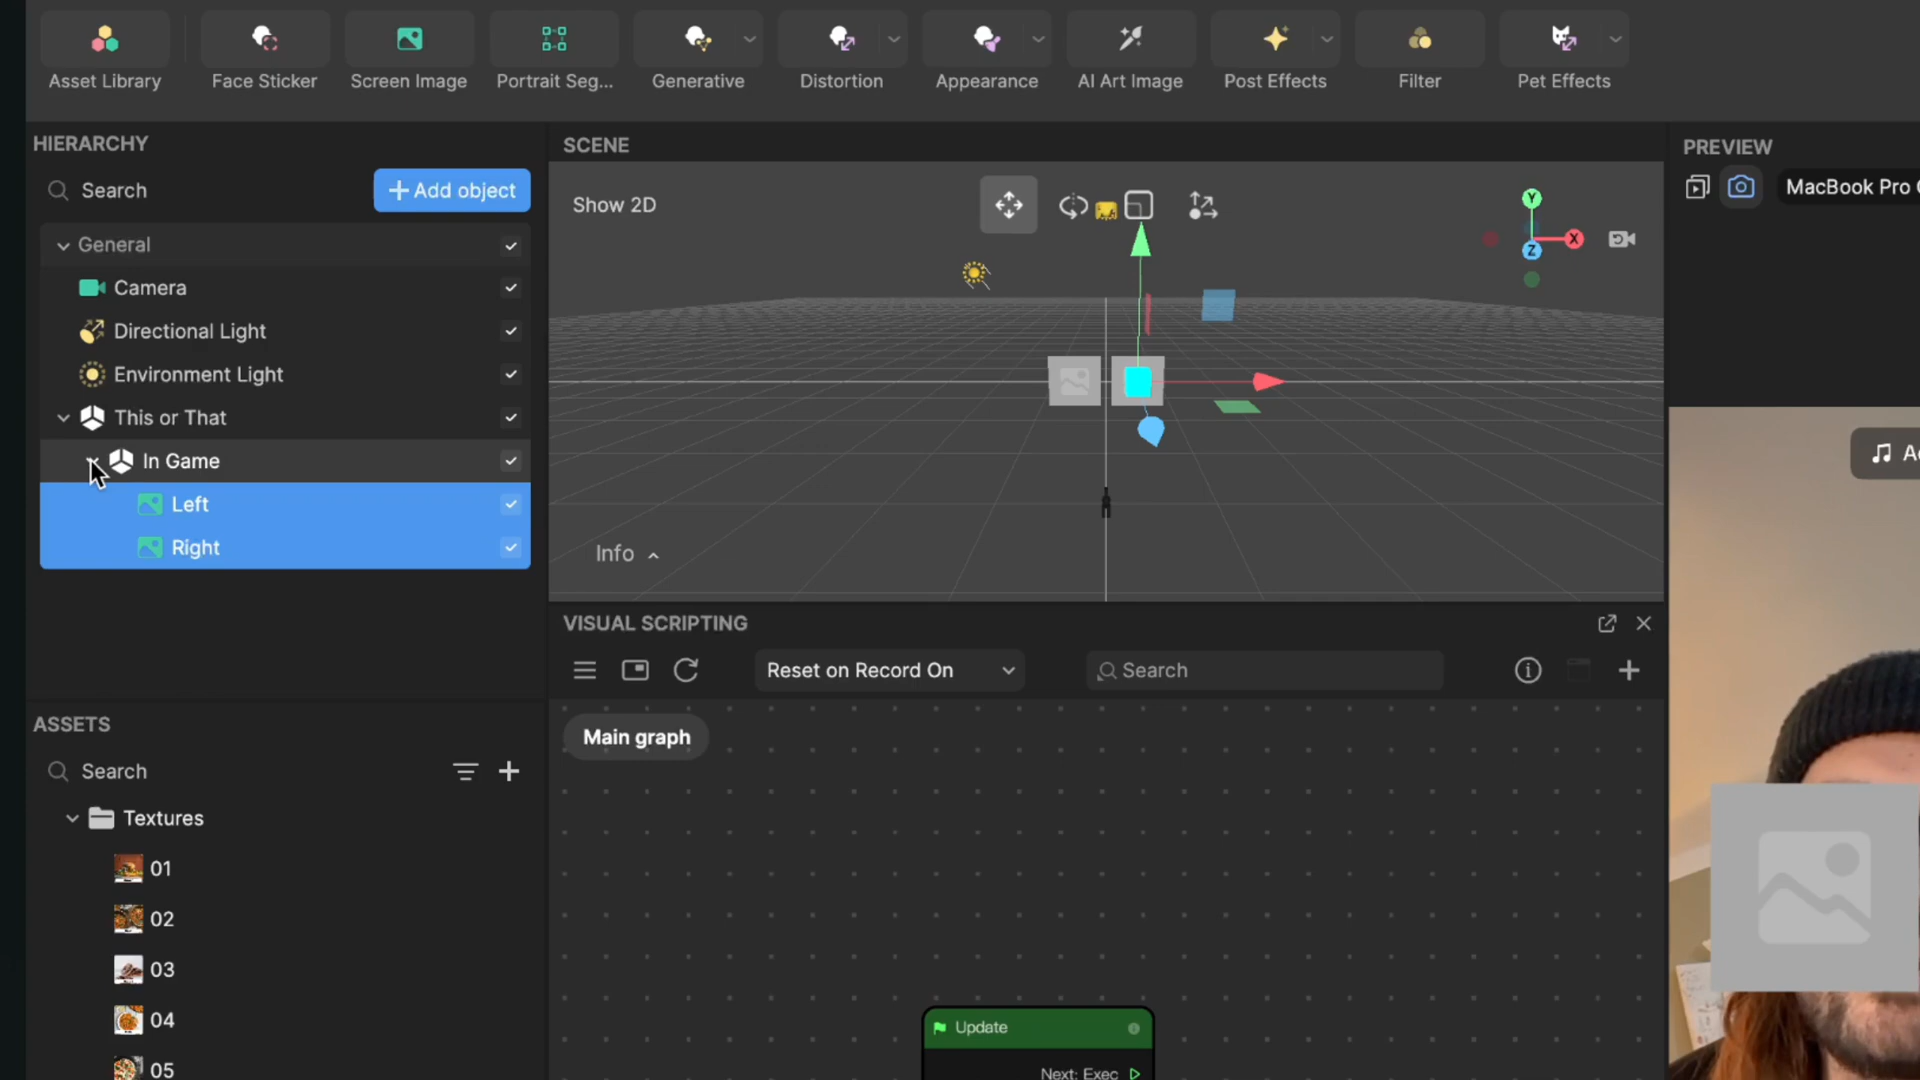 Asset Library
Face Sticker
Screen Image
Portrait Seg...
Generative
Distortion
Appearance
AI Art Image
Post Effects
Filter
Pet Effects
HIERARCHY
Search
+ Add object
General
Camera
Directional Light
Environment Light
This or That
In Game
Left
Right
SCENE
Show 2D
Y
X
Z
Info
PREVIEW
MacBook Pro
VISUAL SCRIPTING
Reset on Record On
Search
Main graph
Update
Next: Exec
ASSETS
Search
Textures
01
02
03
04
05